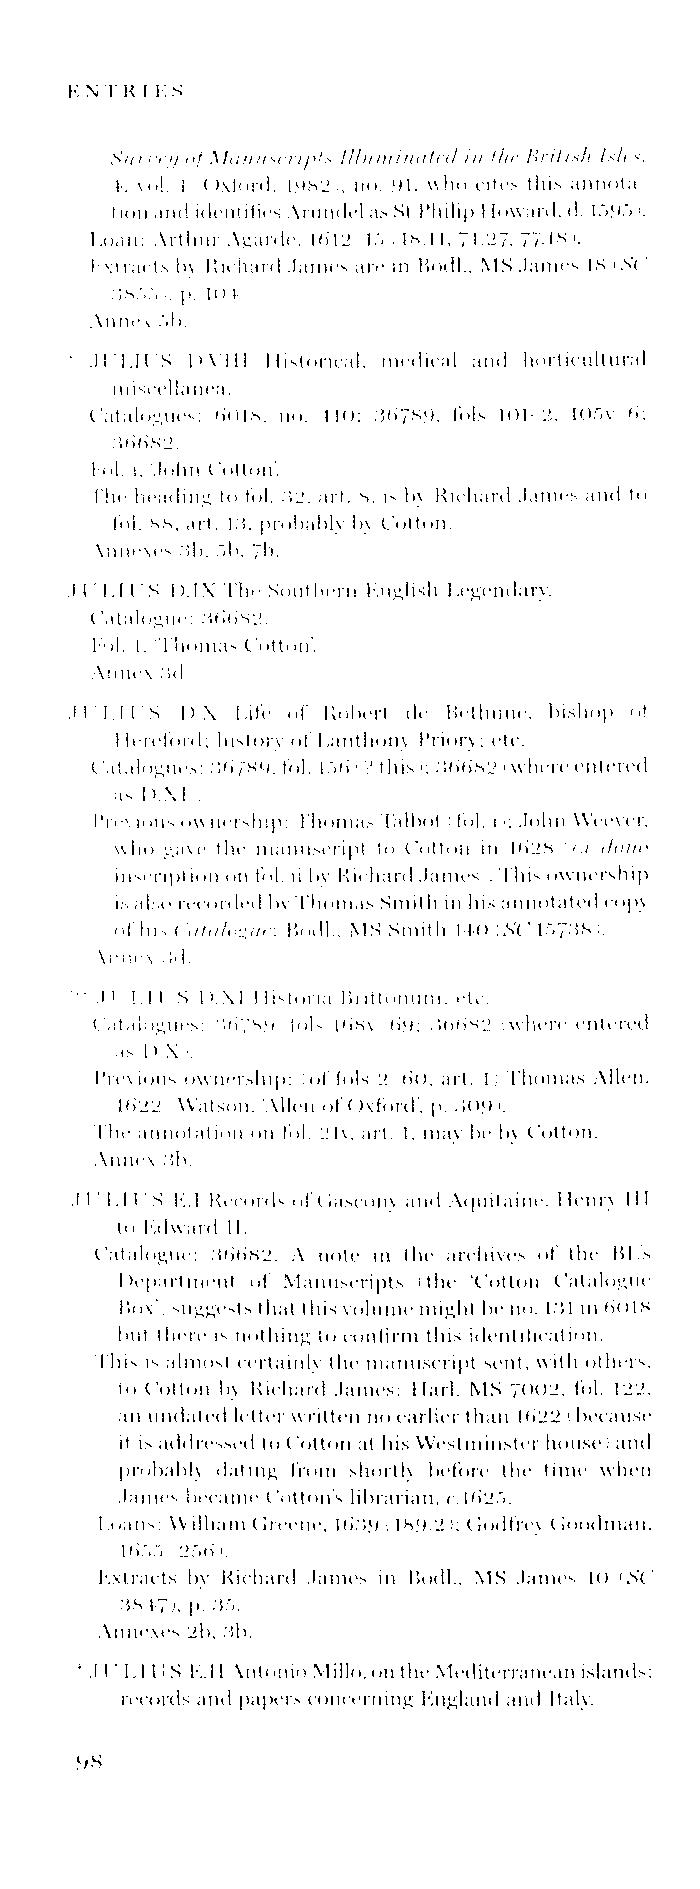 ENTRIES
Survey of Manuscripts Illuminated in the British Isles,
4, vol. 1 (Oxford, 1982), no. 91, who cites this annota-
tion and identifies Arundel as St Philip Howard, d. 1595).
Loan: Arthur Agarde, 1612–15 (48.11, 74.27, 77.48).
Extracts by Richard James are in Bodl., MS James 18 (SC
3855), p. 104.
Annex 5b.
* JULIUS D.VIII Historical, medical and horticultural
miscellanea.
Catalogues: 6018, no. 410; 36789, fols 101–2, 105v–6;
36682.
Fol. 1, 'John Cotton'.
The heading to fol. 32, art. 8, is by Richard James and to
fol. 88, art. 13, probably by Cotton.
Annexes 3b, 5b, 7b.
JULIUS D.IX The Southern English Legendary.
Catalogue: 36682.
Fol. 1, 'Thomas Cotton'.
Annex 3d.
JULIUS D.X Life of Robert de Bethune, bishop of
Hereford; history of Lanthony Priory; etc.
Catalogues: 36789, fol. 156 (? this); 36682 (where entered
as D.XI).
Previous ownership: Thomas Talbot (fol. 1); John Weever,
who gave the manuscript to Cotton in 1628 (ex dono
inscription on fol. ii by Richard James). This ownership
is also recorded by Thomas Smith in his annotated copy
of his Catalogue: Bodl., MS Smith 140 (SC 15738).
Annex 3d.
** JULIUS D.XI Historia Brittonum, etc.
Catalogues: 36789, fols 168v–69; 36682 (where entered
as D.X).
Previous ownership: (of fols 2–60, art. 1) Thomas Allen,
1622 (Watson, 'Allen of Oxford', p. 309).
The annotation on fol. 24v, art. 1, may be by Cotton.
Annex 3b.
JULIUS E.I Records of Gascony and Aquitaine, Henry III
to Edward II.
Catalogue: 36682. A note in the archives of the BL's
Department of Manuscripts (the 'Cotton Catalogue
Box', suggests that this volume might be no. 131 in 6018
but there is nothing to confirm this identification.
This is almost certainly the manuscript sent, with others,
to Cotton by Richard James: Harl. MS 7002, fol. 122,
an undated letter written no earlier than 1622 (because
it is addressed to Cotton at his Westminster house) and
probably dating from shortly before the time when
James became Cotton's librarian, c.1625.
Loans: William Greene, 1639 (189.2); Godfrey Goodman,
1655 (256).
Extracts by Richard James in Bodl., MS James 10 (SC
3847), p. 35.
Annexes 2b, 3b.
* JULIUS E.II Antonio Millo, on the Mediterranean islands;
records and papers concerning England and Italy.
98